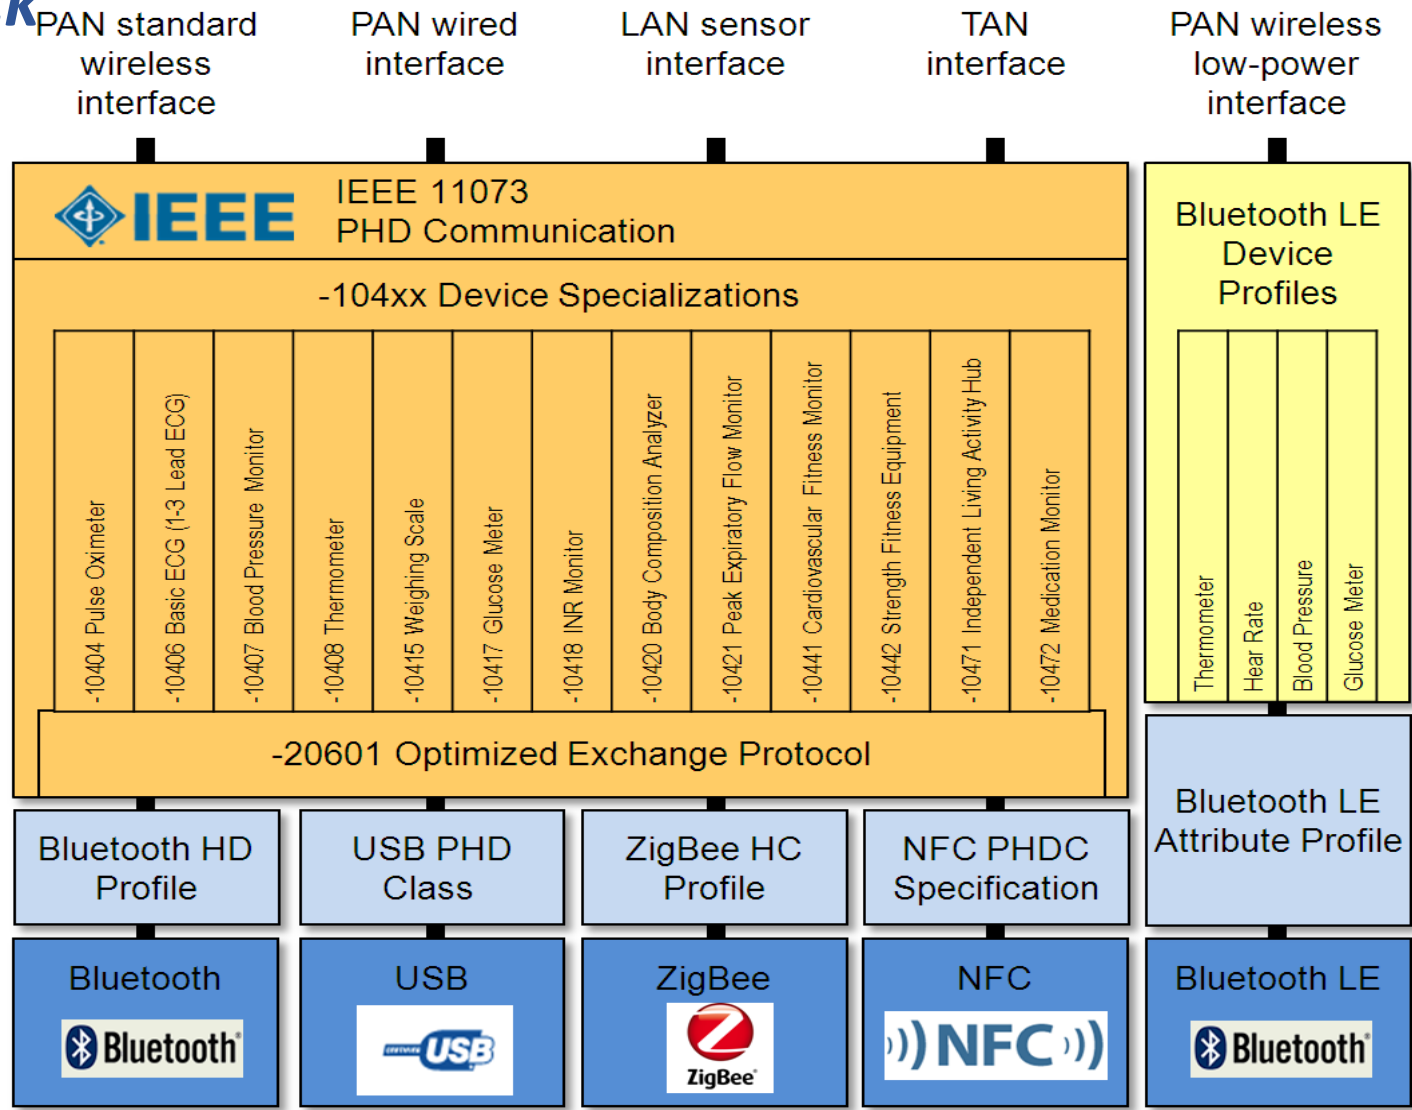 k
PAN standard
wireless
interface
PAN wired
interface
LAN sensor
interface
TAN
interface
PAN wireless
low-power
interface
IEEE
IEEE 11073
PHD Communication
-104xx Device Specializations
-10404 Pulse Oximeter
-10406 Basic ECG (1-3 Lead ECG)
-10407 Blood Pressure Monitor
-10408 Thermometer
-10415 Weighing Scale
-10417 Glucose Meter
-10418 INR Monitor
-10420 Body Composition Analyzer
-10421 Peak Expiratory Flow Monitor
-10441 Cardiovascular Fitness Monitor
-10442 Strength Fitness Equipment
-10471 Independent Living Activity Hub
-10472 Medication Monitor
-20601 Optimized Exchange Protocol
Bluetooth LE
Device
Profiles
Thermometer
Hear Rate
Blood Pressure
Glucose Meter
Bluetooth HD
Profile
USB PHD
Class
ZigBee HC
Profile
NFC PHDC
Specification
Bluetooth LE
Attribute Profile
Bluetooth
Bluetooth®
USB
CERTIFIED USB
ZigBee
ZigBee®
NFC
NFC
Bluetooth LE
Bluetooth®